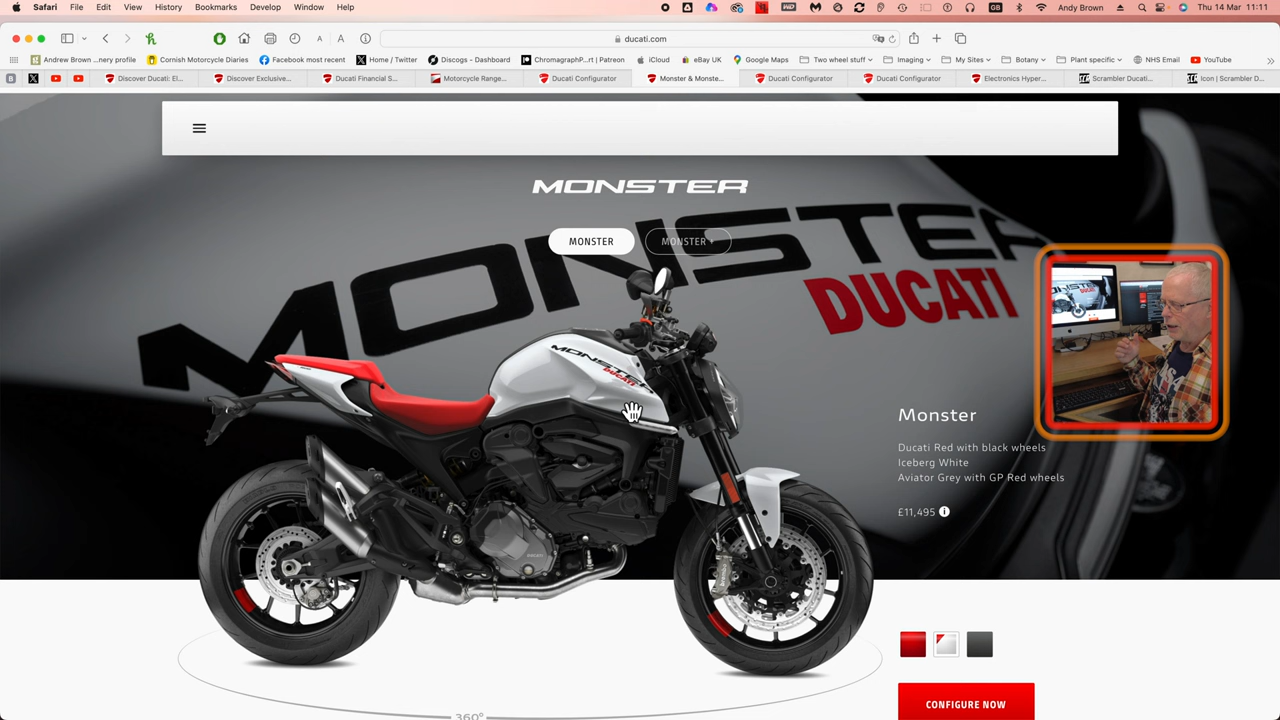 Safari File Edit View History Bookmarks Develop Window Help GB Andy Brown Thu 14 Mar 11:11
ducati.com
Andrew Brown ...nery profile Cornish Motorcycle Diaries Facebook most recent Home / Twitter Discogs - Dashboard ChromagraphP...rt | Patreon iCloud eBay UK Google Maps Two wheel stuff Imaging My Sites Botany Plant specific NHS Email YouTube
Discover Ducati: El... Discover Exclusive... Ducati Financial S... Motorcycle Range... Ducati Configurator Monster & Monste... Ducati Configurator Ducati Configurator Electronics Hyper... Scrambler Ducati... Icon | Scrambler D...
MONSTER
MONSTER MONSTER +
MONSTER
DUCATI
MONSTER
DUCATI
Monster
Ducati Red with black wheels
Iceberg White
Aviator Grey with GP Red wheels
£11,495
CONFIGURE NOW
360°